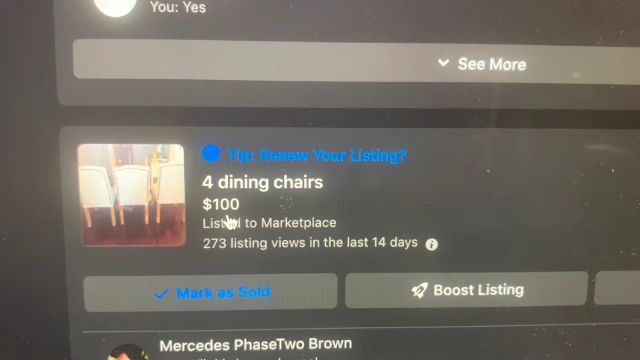 You: Yes
See More
Tip: Renew Your Listing?
4 dining chairs
$100
Listed to Marketplace
273 listing views in the last 14 days
Mark as Sold
Boost Listing
Mercedes PhaseTwo Brown